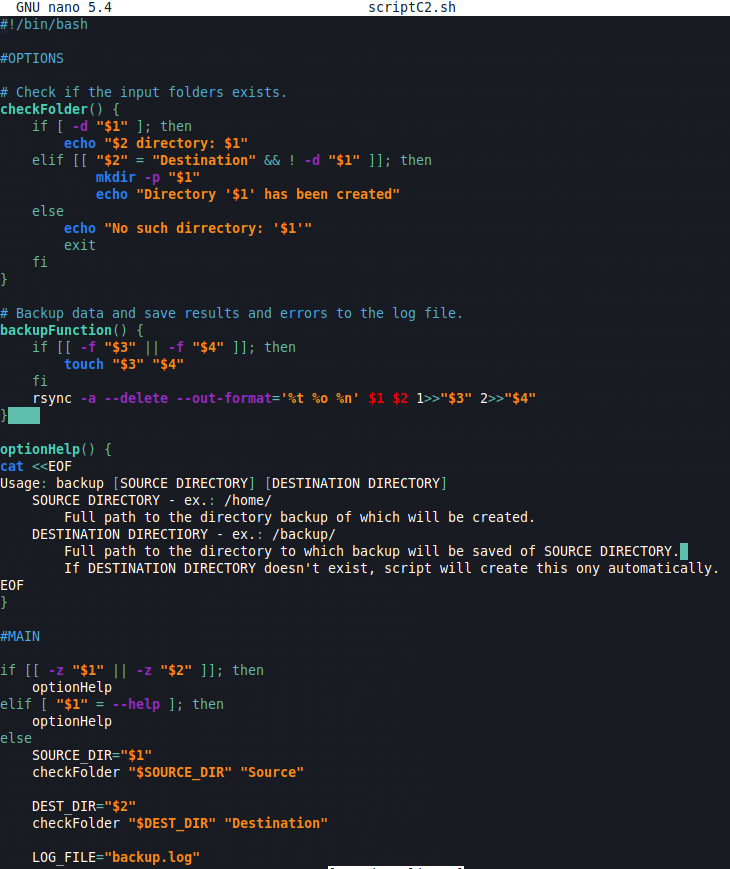 GNU nano 5.4 scriptC2.sh
#!/bin/bash
#OPTIONS
# Check if the input folders exists.
checkFolder() {
    if [ -d "$1" ]; then
        echo "$2 directory: $1"
    elif [[ "$2" = "Destination" && ! -d "$1" ]]; then
            mkdir -p "$1"
            echo "Directory '$1' has been created"
    else
        echo "No such dirrectory: '$1'"
        exit
    fi
}
# Backup data and save results and errors to the log file.
backupFunction() {
    if [[ -f "$3" || -f "$4" ]]; then
        touch "$3" "$4"
    fi
    rsync -a --delete --out-format='%t %o %n' $1 $2 1>>"$3" 2>>"$4"
}
optionHelp() {
cat <<EOF
Usage: backup [SOURCE DIRECTORY] [DESTINATION DIRECTORY]
    SOURCE DIRECTORY - ex.: /home/
        Full path to the directory backup of which will be created.
    DESTINATION DIRECTIORY - ex.: /backup/
        Full path to the directory to which backup will be saved of SOURCE DIRECTORY.
        If DESTINATION DIRECTORY doesn't exist, script will create this ony automatically.
EOF
}
#MAIN
if [[ -z "$1" || -z "$2" ]]; then
    optionHelp
elif [ "$1" = --help ]; then
    optionHelp
else
    SOURCE_DIR="$1"
    checkFolder "$SOURCE_DIR" "Source"
    DEST_DIR="$2"
    checkFolder "$DEST_DIR" "Destination"
    LOG_FILE="backup.log"